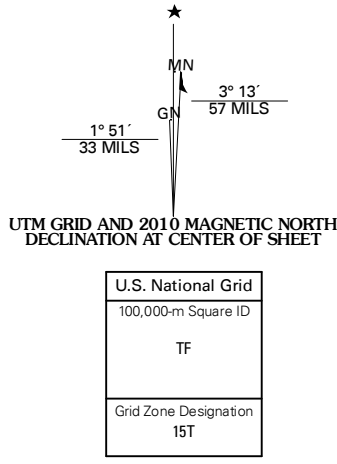 ★
MN
GN
3° 13´
57 MILS
1° 51´
33 MILS
UTM GRID AND 2010 MAGNETIC NORTH
DECLINATION AT CENTER OF SHEET
U.S. National Grid
100,000-m Square ID
TF
Grid Zone Designation
15T